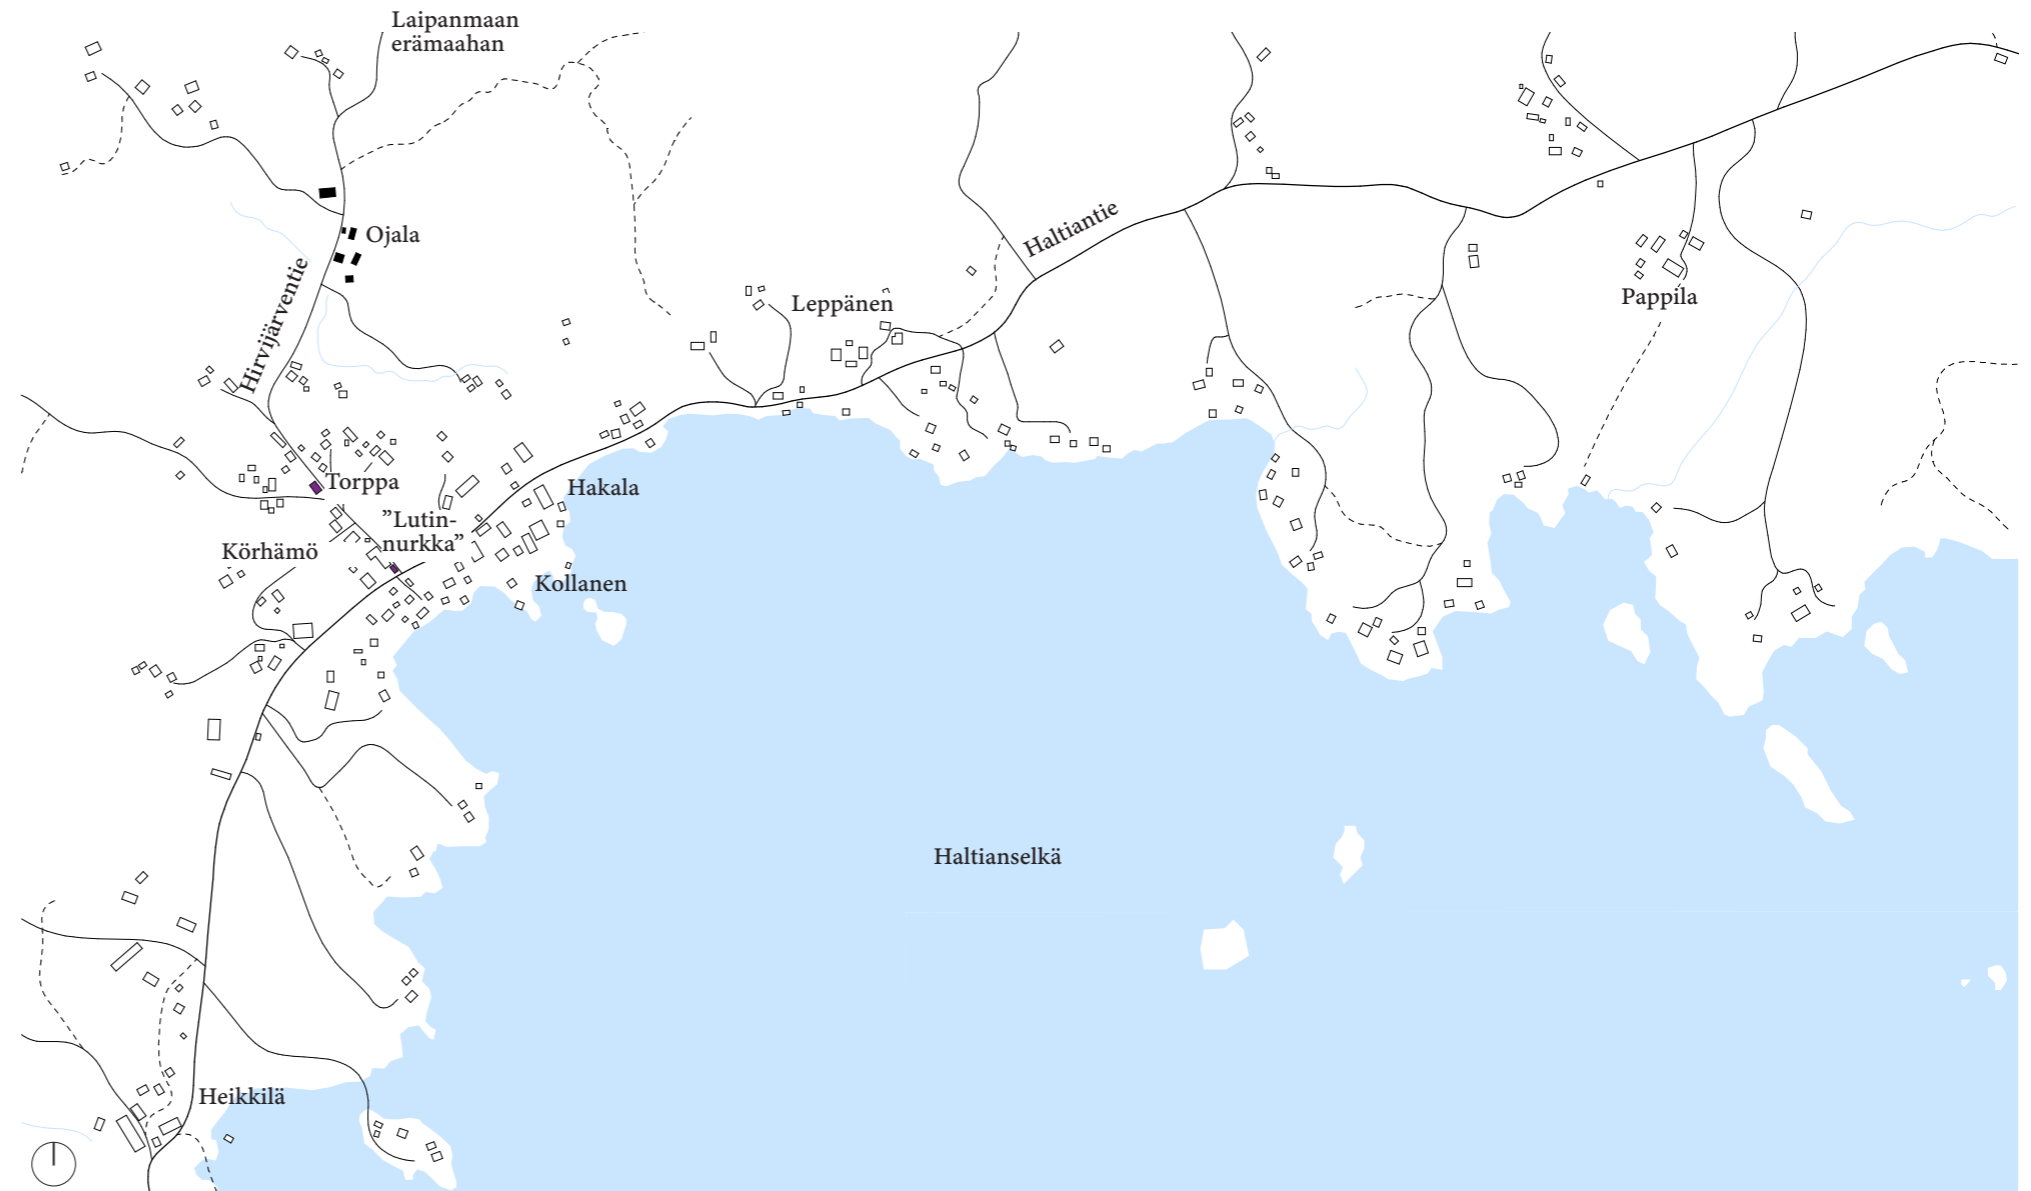 Laipanmaan
erämaahan
Haltiantie
Ojala
Hirvijärventie
Leppänen
Pappila
Torppa
Hakala
”Lutin-
nurkka”
Körhämö
Kollanen
Haltianselkä
Heikkilä